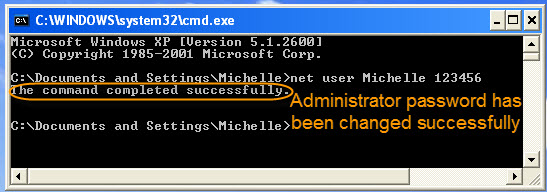 C:\WINDOWS\system32\cmd.exe
Microsoft Windows XP [Version 5.1.2600]
(C) Copyright 1985-2001 Microsoft Corp.
C:\Documents and Settings\Michelle>net user Michelle 123456
The command completed successfully.
Administrator password has
been changed successfully
C:\Documents and Settings\Michelle>